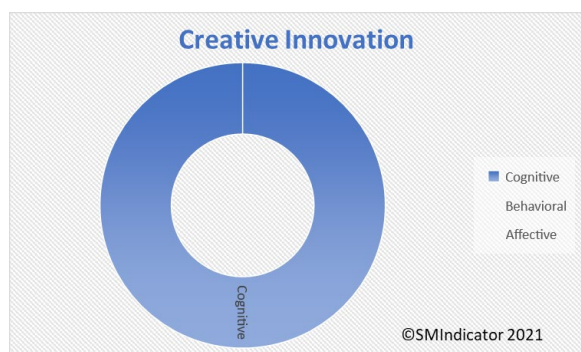 Creative Innovation
Cognitive
Behavioral
Affective
Cognitive
©SMIndicator 2021